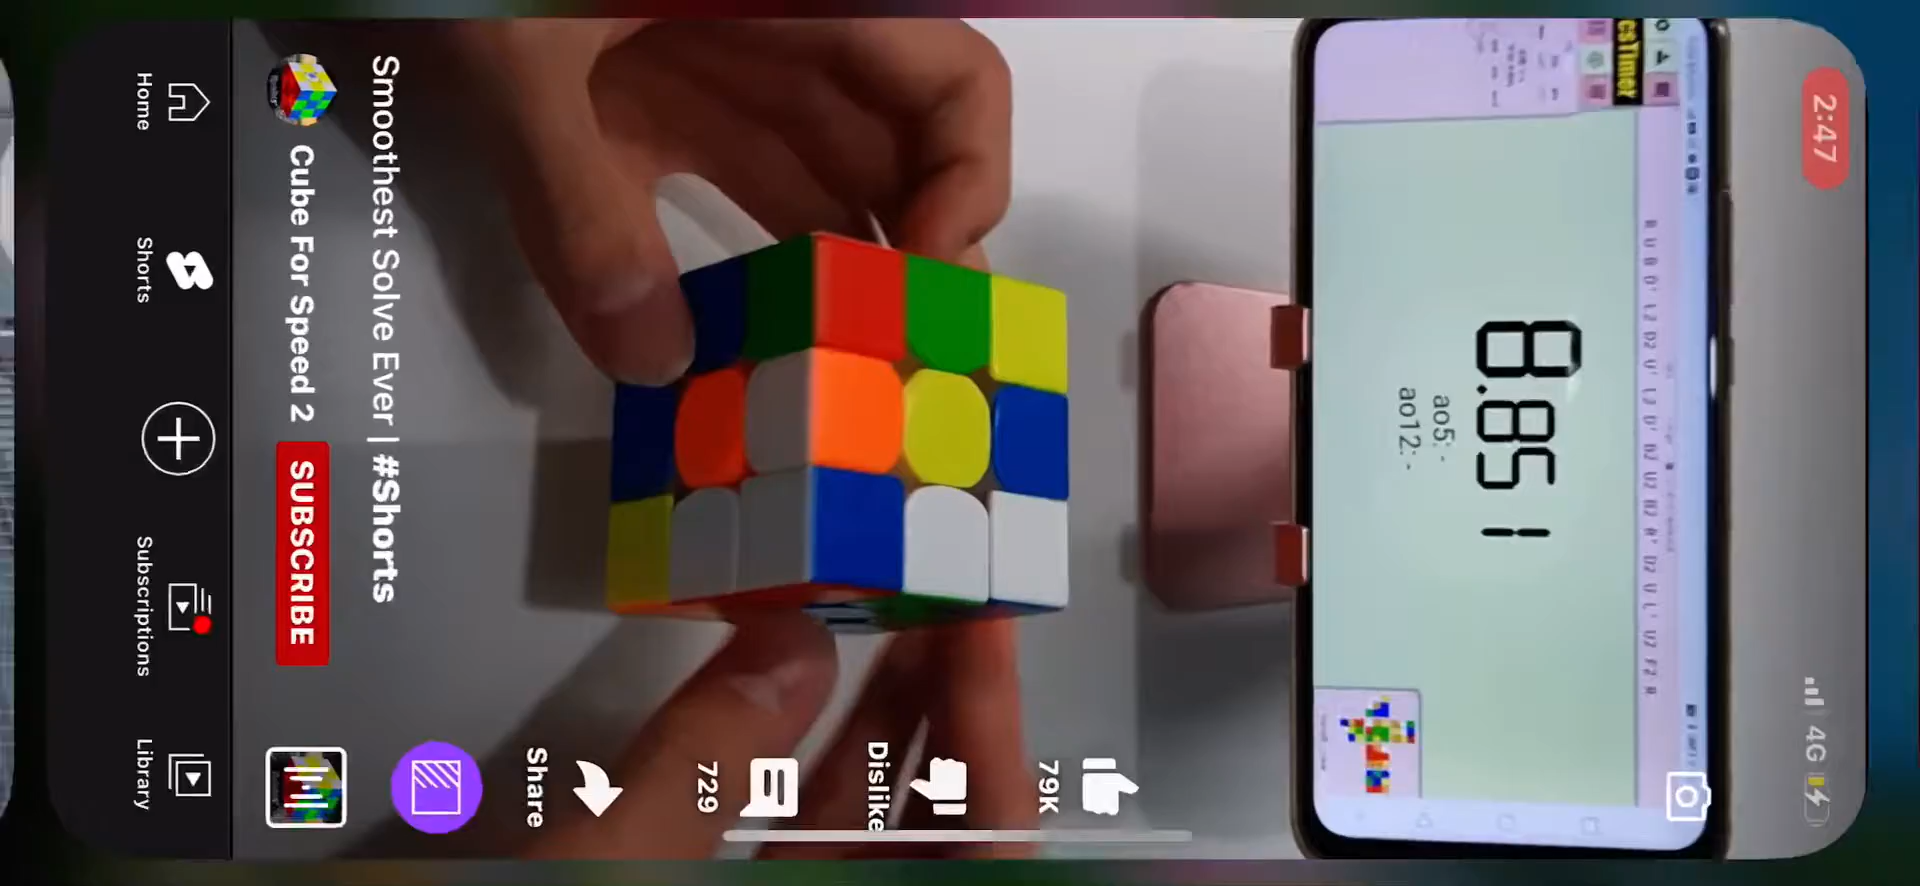 2:47
4G
csTimer
8.851
ao5: -
ao12: -
79K
Dislike
729
Share
Smoothest Solve Ever | #Shorts
Cube For Speed 2
SUBSCRIBE
Home
Shorts
Subscriptions
Library